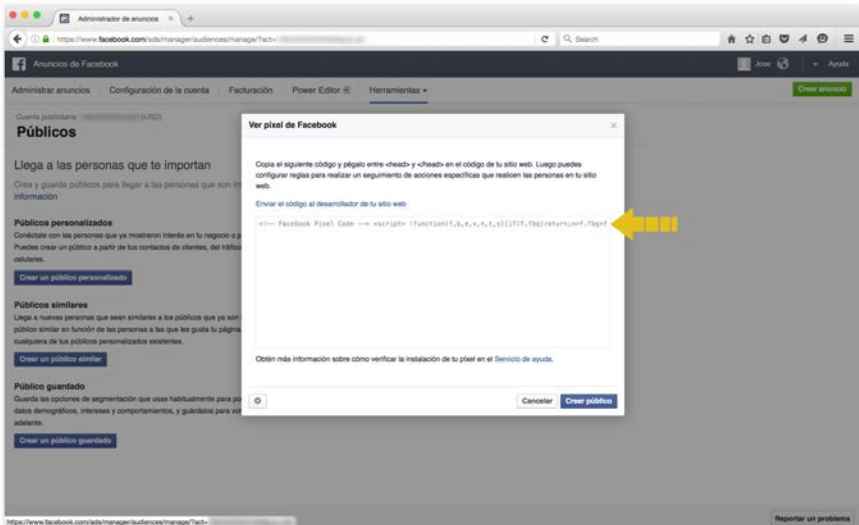 Administrador de anuncios
https://www.facebook.com/ads/manager/audiences/manage/?act=
Search
Anuncios de Facebook
Jose
Ayuda
Administrar anuncios
Configuración de la cuenta
Facturación
Power Editor
Herramientas
Crear anuncio
Cuenta publicitaria: (USD)
Públicos
Llega a las personas que te importan
Crea y guarda públicos para llegar a las personas que son im
información
Públicos personalizados
Conéctate con las personas que ya mostraron interés en tu negocio o p
Puedes crear un público a partir de tus contactos de clientes, del tráfico
celulares.
Crear un público personalizado
Públicos similares
Llega a nuevas personas que sean similares a los públicos que ya son
público similar en función de las personas a las que les gusta tu página,
cualquiera de tus públicos personalizados existentes.
Crear un público similar
Público guardado
Guarda las opciones de segmentación que usas habitualmente para po
datos demográficos, intereses y comportamientos, y guárdalos para vol
adelante.
Crear un público guardado
Ver pixel de Facebook
Copia el siguiente código y pégalo entre <head> y </head> en el código de tu sitio web. Luego puedes
configurar reglas para realizar un seguimiento de acciones específicas que realicen las personas en tu sitio
web.
Enviar el código al desarrollador de tu sitio web
<!-- Facebook Pixel Code --> <script> !function(f,b,e,v,n,t,s){if(f.fbq)return;n=f.fbq=f
Obtén más información sobre cómo verificar la instalación de tu píxel en el Servicio de ayuda.
Cancelar
Crear público
https://www.facebook.com/ads/manager/audiences/manage/?act=
Reportar un problema